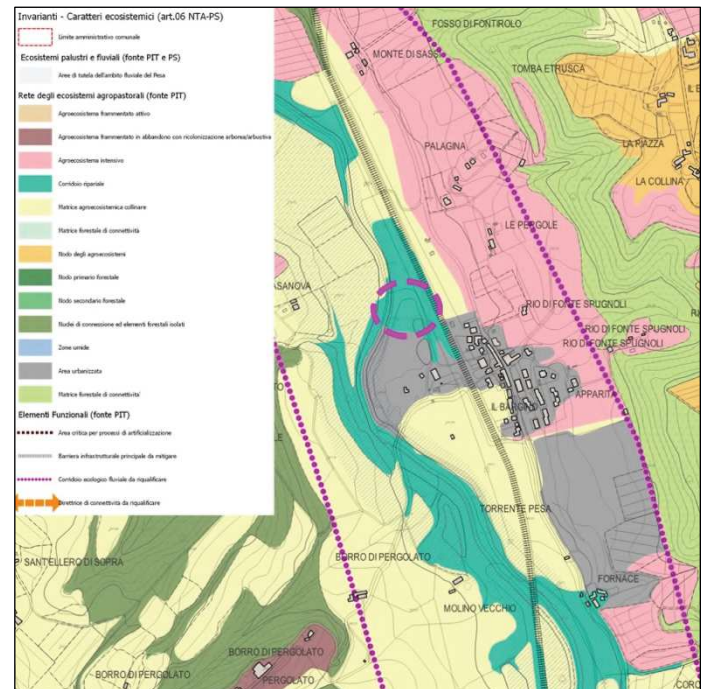 Invarianti - Caratteri ecosistemici (art.06 NTA-PS)
Limite amministrativo comunale
Ecosistemi palustri e fluviali (fonte PIT e PS)
Aree di tutela dell'ambito fluviale del Pesa
Rete degli ecosistemi agropastorali (fonte PIT)
Agroecosistema frammentato attivo
Agroecosistema frammentato in abbandono con ricolonizzazione arborea/arbustiva
Agroecosistema intensivo
Corridoio ripariale
Matrice agroecosistemica collinare
Matrice forestale di connettività
Nodo degli agroecosistemi
Nodo primario forestale
Nodo secondario forestale
Nuclei di connessione ed elementi forestali isolati
Zone umide
Area urbanizzata
Matrice forestale di connettivita'
Elementi Funzionali (fonte PIT)
Area critica per processi di artificializzazione
Barriera infrastrutturale principale da mitigare
Corridoio ecologico fluviale da riqualificare
Direttrice di connettività da riqualificare
FOSSO DI FONTIROLO
MONTE DI SASSI
TOMBA ETRUSCA
IL B
PALAGINA
LA PIAZZA
LA COLLINA
LE PERGOLE
ASANOVA
RIO DI FONTE SPUGNOLI
RIO DI FONTE SPUGNOLI
RIO DI FONTE SPUGNOLI
APPARITA
IL BARGINO
TORRENTE PESA
SANTELLERO DI SOPRA
BORRO DI PERGOLATO
FORNACE
MOLINO VECCHIO
BORRO DI PERGOLATO
BORRO DI PERGOLATO
PERGOLATO
CORO